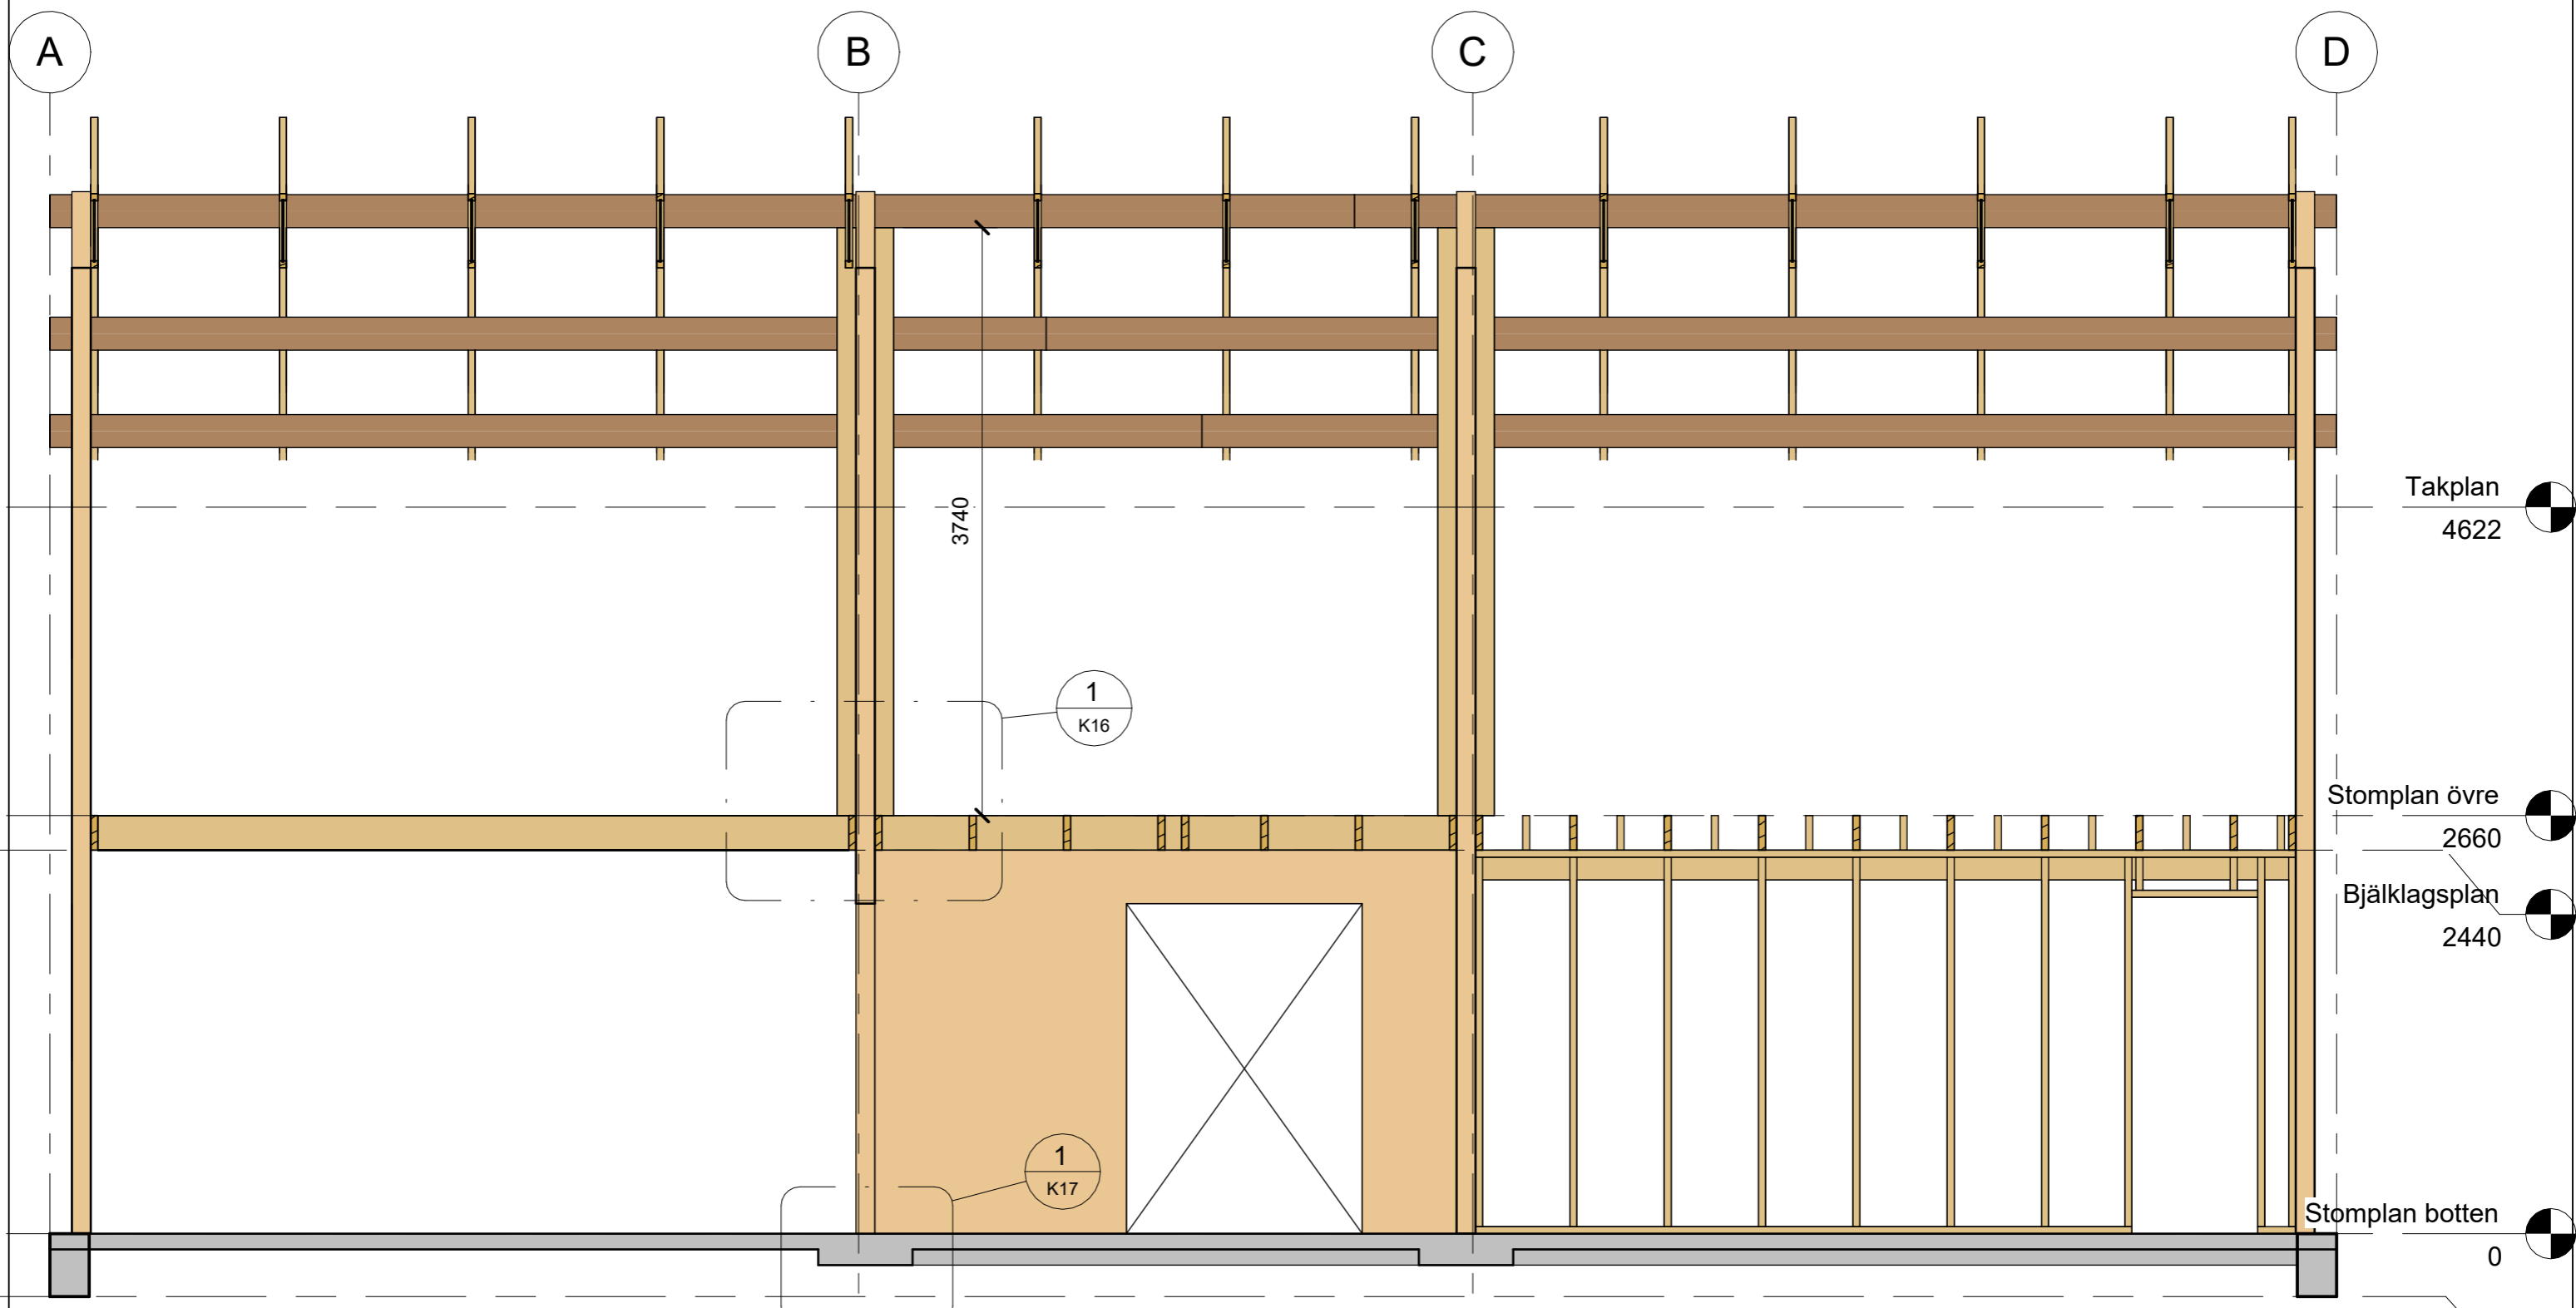 A
B
C
D
3740
Takplan
4622
1
K16
Stomplan övre
2660
Bjälklagsplan
2440
1
K17
Stomplan botten
0